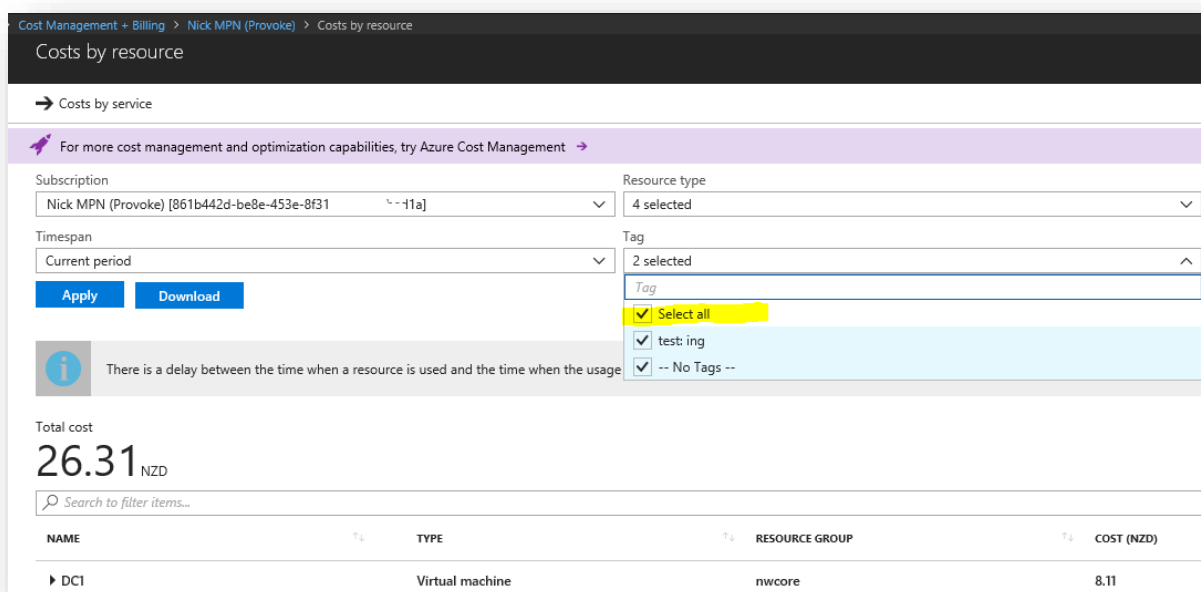 Cost Management + Billing > Nick MPN (Provoke) > Costs by resource
Costs by resource
Costs by service
For more cost management and optimization capabilities, try Azure Cost Management
Subscription
Resource type
Nick MPN (Provoke) [861b442d-be8e-453e-8f31
4 selected
Timespan
Tag
Current period
2 selected
Apply
Download
Tag
Select all
test: ing
-- No Tags --
There is a delay between the time when a resource is used and the time when the usage
Total cost
26.31 NZD
Search to filter items...
NAME TYPE RESOURCE GROUP COST (NZD)
DC1 Virtual machine nwcore 8.11